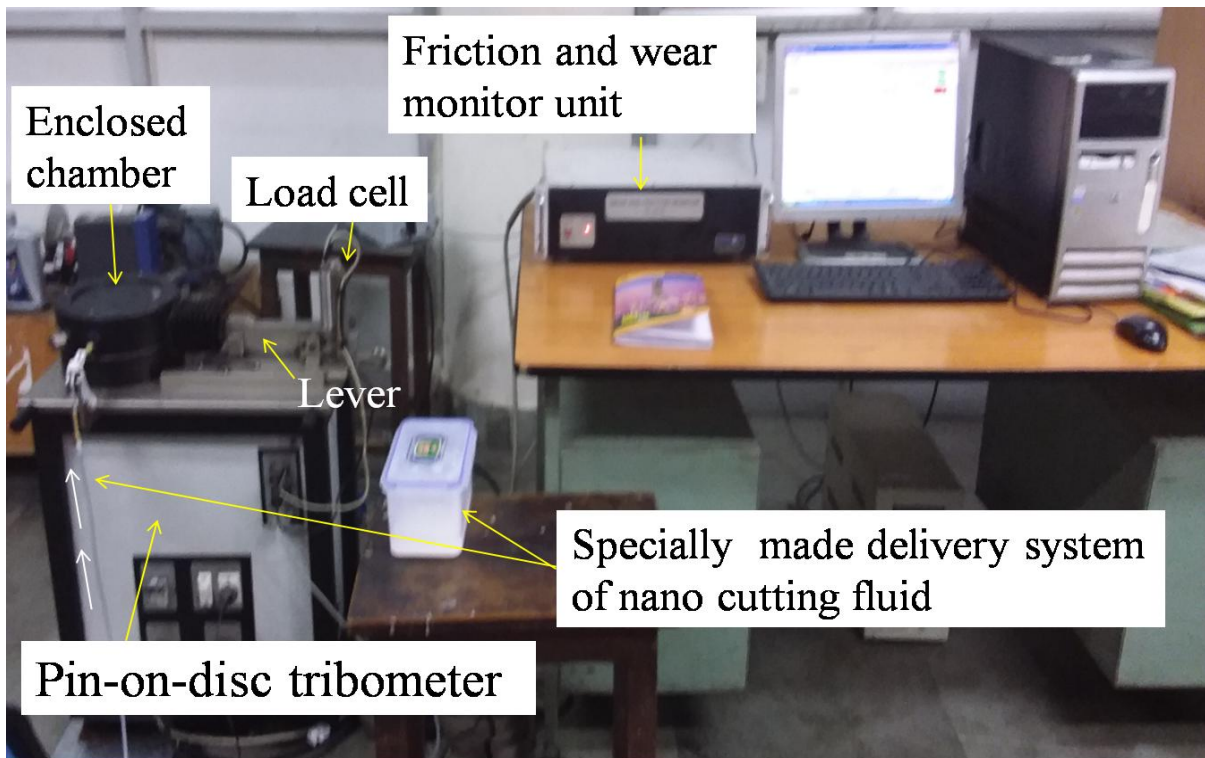 Friction and wear
monitor unit
Enclosed
chamber
Load cell
Lever
Specially made delivery system
of nano cutting fluid
Pin-on-disc tribometer